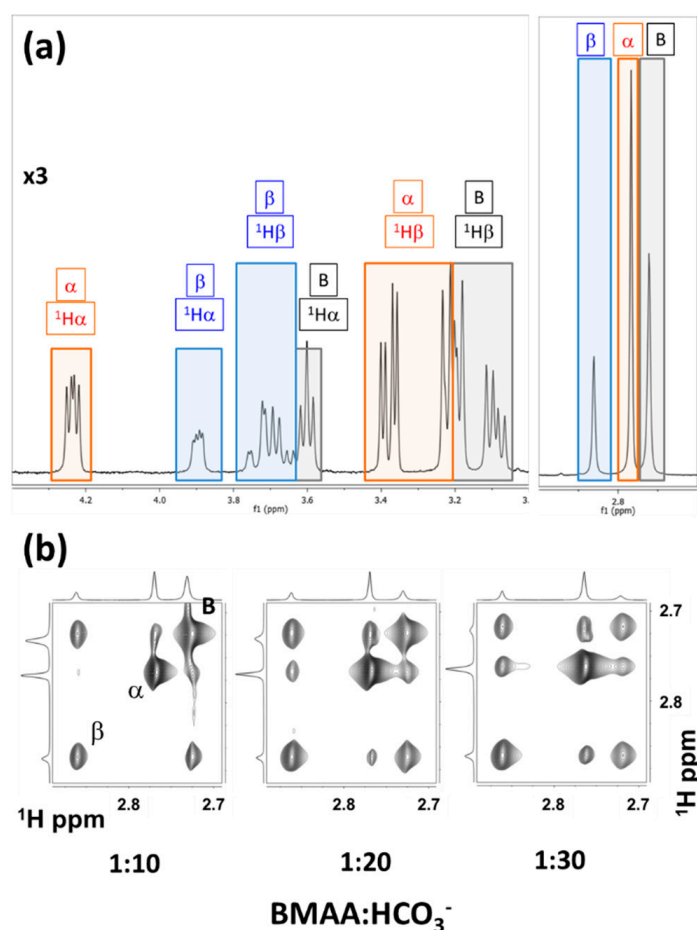 (a)
β α B
x3
β α B
¹Hβ ¹Hβ ¹Hβ
α β B
¹Hα ¹Hα ¹Hα
4.2 4.0 3.8 3.6 3.4 3.2 3.
f1 (ppm)
2.8
f1 (ppm)
(b)
B
α
β
2.7
2.8
¹H ppm
2.8 2.7 2.8 2.7 2.8 2.7
¹H ppm
1:10 1:20 1:30
BMAA:HCO₃⁻